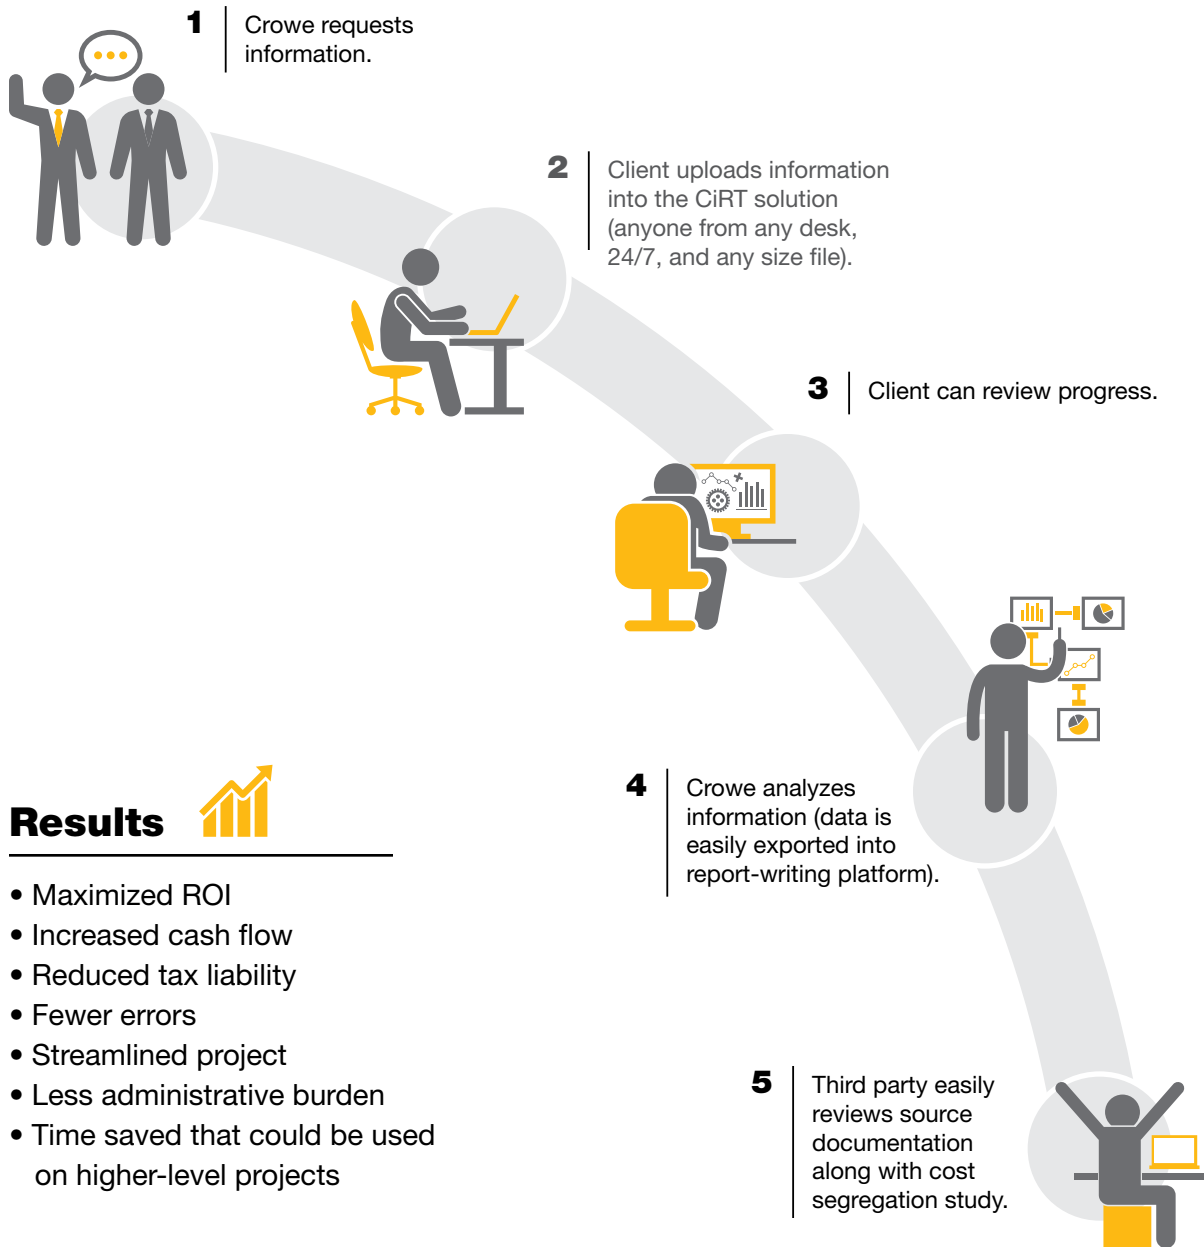 1
Crowe requests
information.
2
Client uploads information
into the CiRT solution
(anyone from any desk,
24/7, and any size file).
3
Client can review progress.
4
Crowe analyzes
information (data is
easily exported into
report-writing platform).
Results
• Maximized ROI
• Increased cash flow
• Reduced tax liability
• Fewer errors
• Streamlined project
• Less administrative burden
• Time saved that could be used
on higher-level projects
5
Third party easily
reviews source
documentation
along with cost
segregation study.